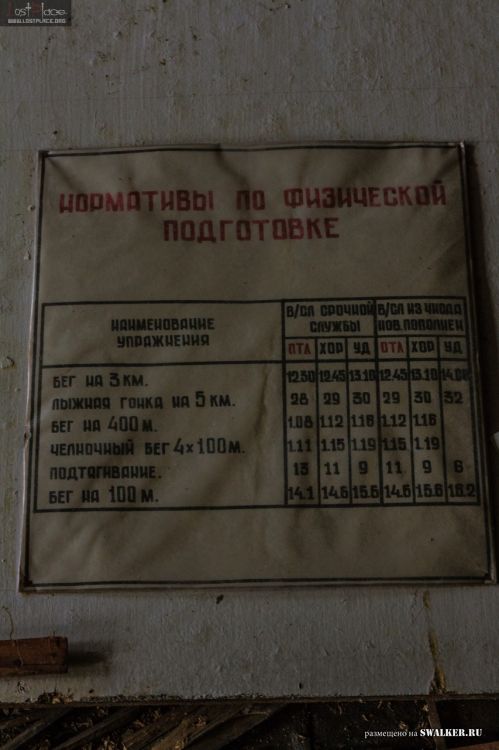 Lost Place
WWW.LOSTPLACE.ORG
НОРМАТИВЫ ПО ФИЗИЧЕСКОЙ
ПОДГОТОВКЕ
НАИМЕНОВАНИЕ УПРАЖНЕНИЯ
В/СЛ СРОЧНОЙ СЛУЖБЫ
В/СЛ ИЗ ЧИСЛА НОВ. ПОПОЛНЕН
ОТЛ ХОР УД ОТЛ ХОР УД
БЕГ НА 3 КМ. 12.30 12.45 13.10 12.45 13.10 14.00
ЛЫЖНАЯ ГОНКА НА 5 КМ. 28 29 30 29 30 32
БЕГ НА 400 М. 1.08 1.12 1.16 1.12 1.16
ЧЕЛНОЧНЫЙ БЕГ 4×100 М. 1.11 1.15 1.19 1.15 1.19
ПОДТЯГИВАНИЕ. 13 11 9 11 9 6
БЕГ НА 100 М. 14.1 14.6 15.6 14.6 15.6 16.2
размещено на SWALKER.RU